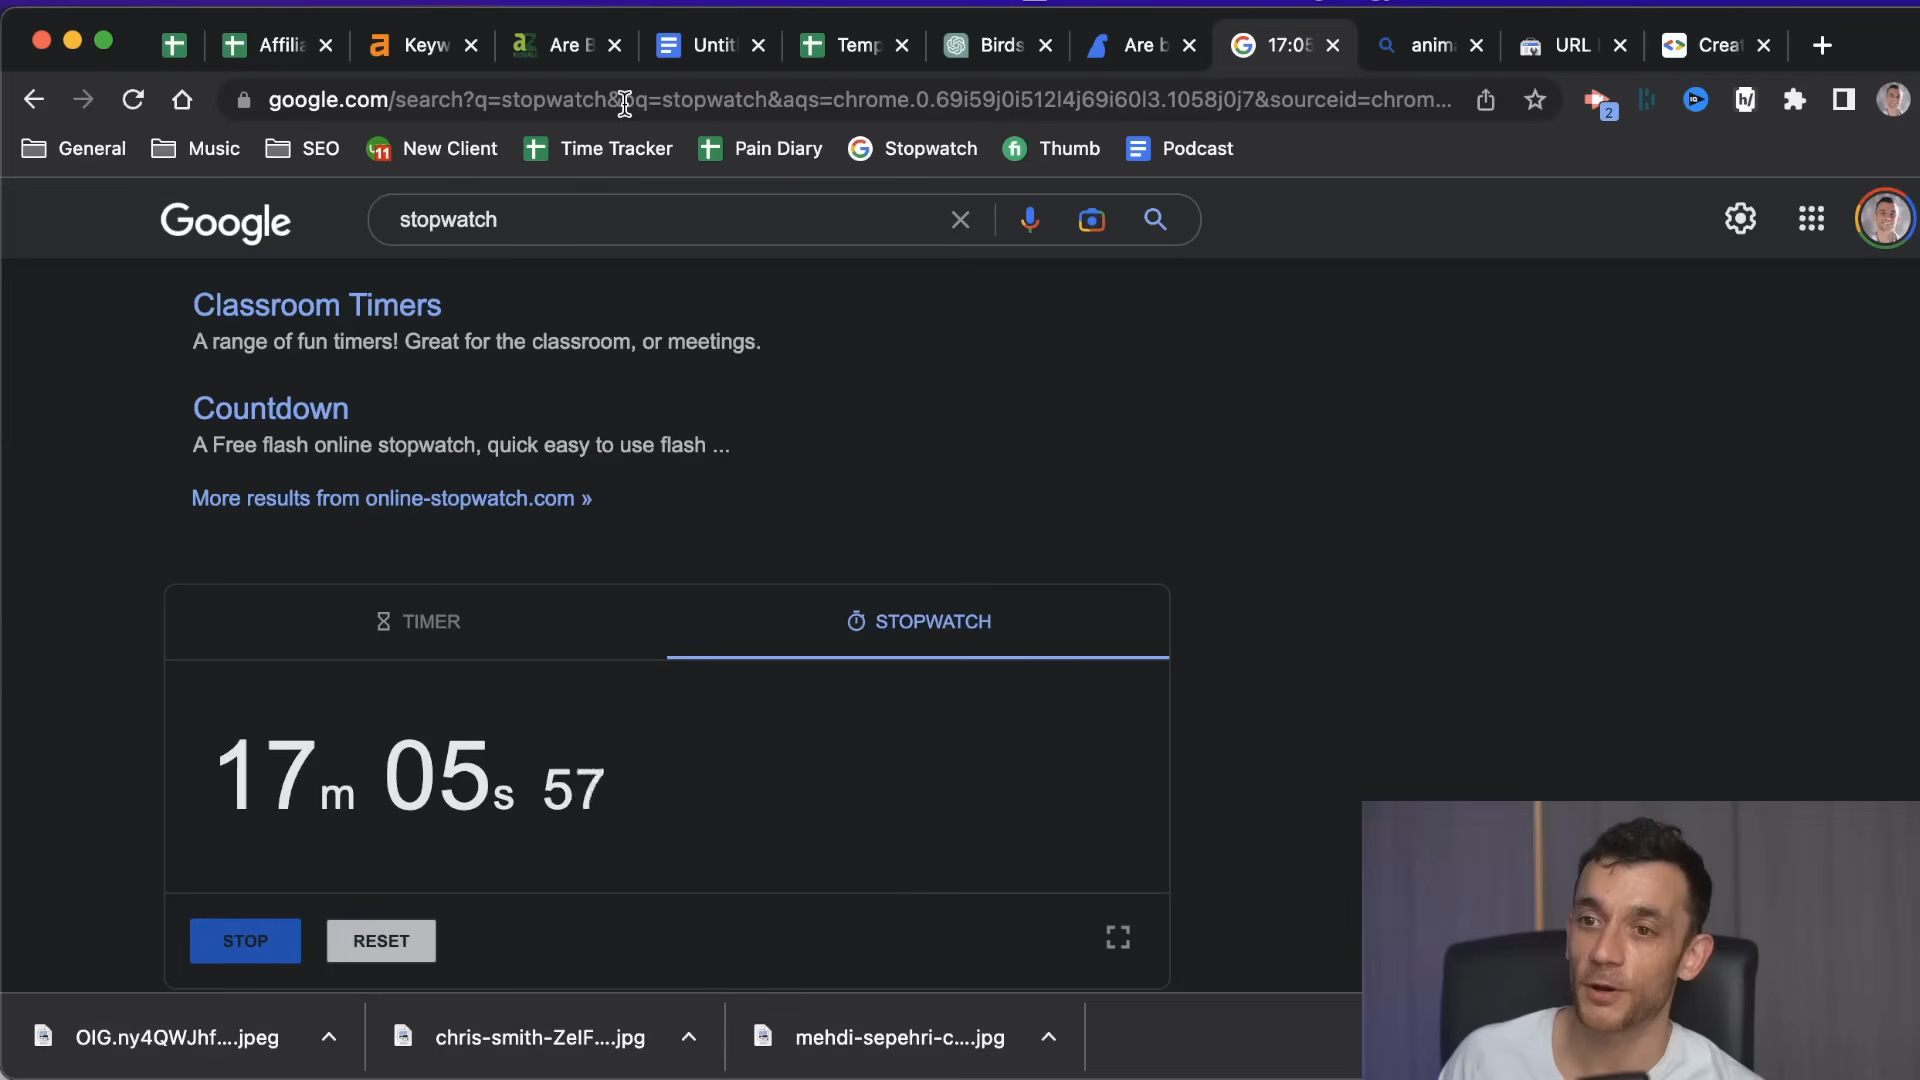 Affilia
Keyw
Are B
Untit
Temp
Birds
Are b
17:05
anim
URL
Creat
google.com/search?q=stopwatch&oq=stopwatch&aqs=chrome.0.69i59j0i512l4j69i60l3.1058j0j7&sourceid=chrom...
2
General
Music
SEO
11
New Client
Time Tracker
Pain Diary
Stopwatch
Thumb
Podcast
Google
stopwatch
Classroom Timers
A range of fun timers! Great for the classroom, or meetings.
Countdown
A Free flash online stopwatch, quick easy to use flash ...
More results from online-stopwatch.com »
TIMER
STOPWATCH
17m 05s 57
STOP
RESET
OIG.ny4QWJhf....jpeg
chris-smith-ZelF....jpg
mehdi-sepehri-c....jpg